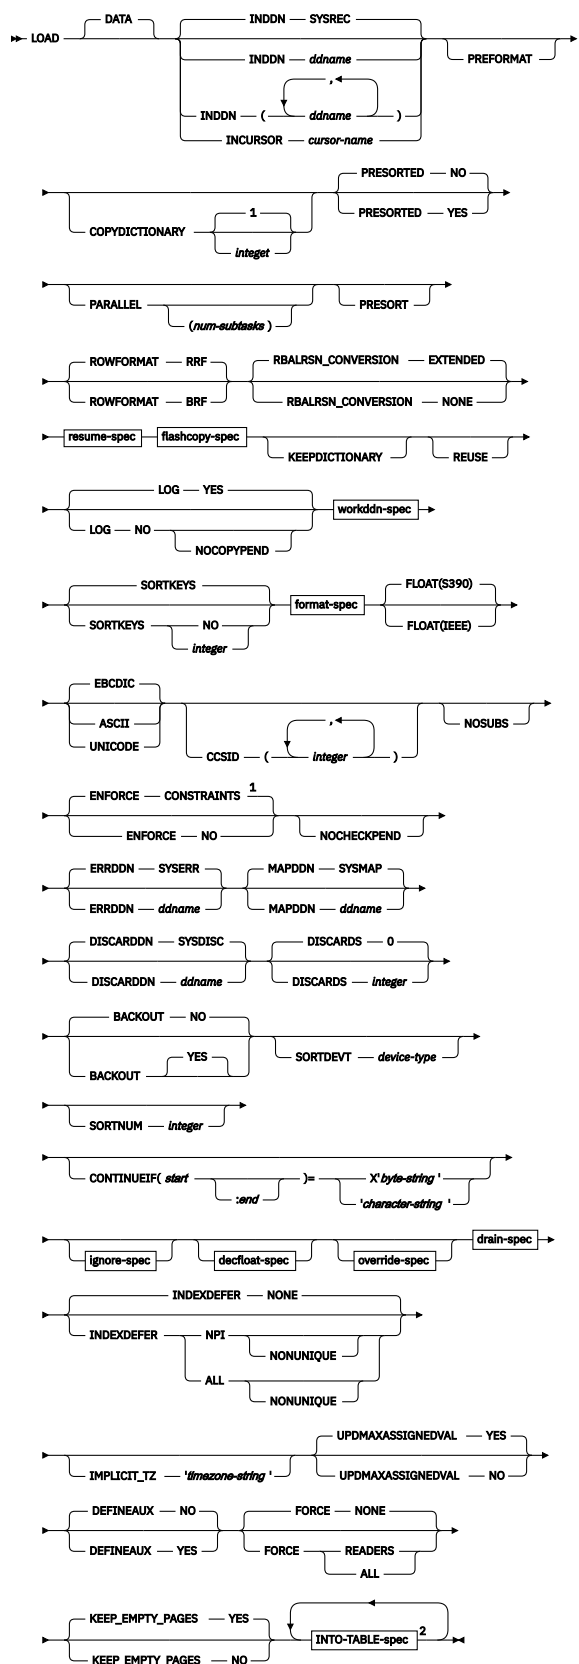 DATA
INDDN SYSREC
LOAD
INDDN ddname
PREFORMAT
,
INDDN ( ddname )
INCURSOR cursor-name
PRESORTED NO
1
PRESORTED YES
COPYDICTIONARY
integet
PARALLEL
(num-subtasks )
PRESORT
ROWFORMAT RRF
RBALRSN_CONVERSION EXTENDED
ROWFORMAT BRF
RBALRSN_CONVERSION NONE
resume-spec flashcopy-spec
KEEPDICTIONARY
REUSE
LOG YES
workddn-spec
LOG NO
NOCOPYPEND
SORTKEYS
FLOAT(S390)
format-spec
SORTKEYS NO
FLOAT(IEEE)
integer
EBCDIC
ASCII
NOSUBS
UNICODE
,
CCSID ( integer )
ENFORCE CONSTRAINTS 1
ENFORCE NO
NOCHECKPEND
ERRDDN SYSERR
MAPDDN SYSMAP
ERRDDN ddname
MAPDDN ddname
DISCARDDN SYSDISC
DISCARDS 0
DISCARDDN ddname
DISCARDS integer
BACKOUT NO
YES
BACKOUT
SORTDEVT device-type
SORTNUM integer
CONTINUEIF( start :end )= X'byte-string '
'character-string '
drain-spec
ignore-spec
decfloat-spec
override-spec
INDEXDEFER NONE
INDEXDEFER NPI
NONUNIQUE
ALL
NONUNIQUE
UPDMAXASSIGNEDVAL YES
IMPLICIT_TZ 'timezone-string '
UPDMAXASSIGNEDVAL NO
DEFINEAUX NO
FORCE NONE
DEFINEAUX YES
FORCE READERS
ALL
KEEP_EMPTY_PAGES YES
INTO-TABLE-spec 2
KEEP_EMPTY_PAGES NO